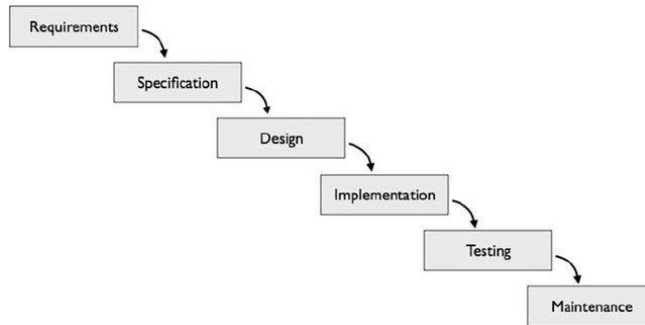 Requirements
Specification
Design
Implementation
Testing
Maintenance